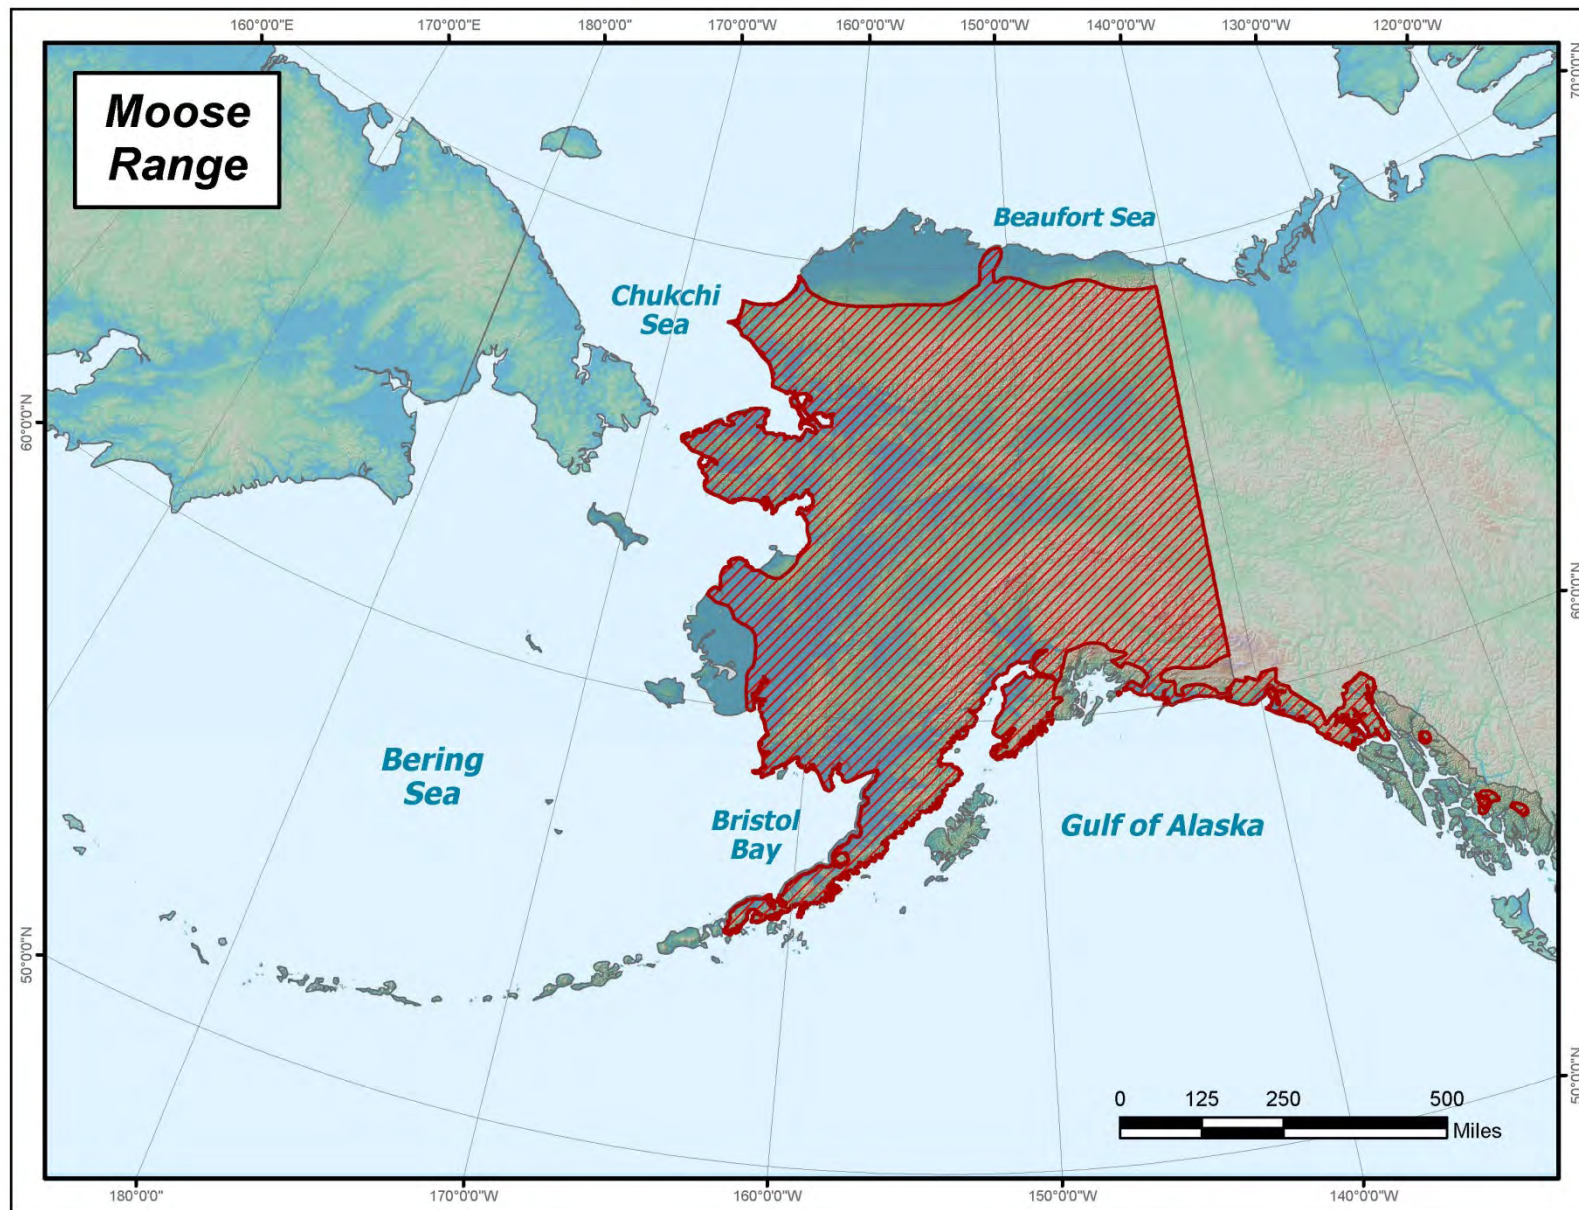 160°0'0"E 170°0'0"E 180°0'0" 170°0'0"W 160°0'0"W 150°0'0"W 140°0'0"W 130°0'0"W 120°0'0"W
Moose
Range
70°0'0"N
Beaufort Sea
Chukchi
Sea
60°0'0"N
60°0'0"N
Bering
Sea
Bristol
Bay
Gulf of Alaska
50°0'0"N
50°0'0"N
0 125 250 500
Miles
180°0'0" 170°0'0"W 160°0'0"W 150°0'0"W 140°0'0"W